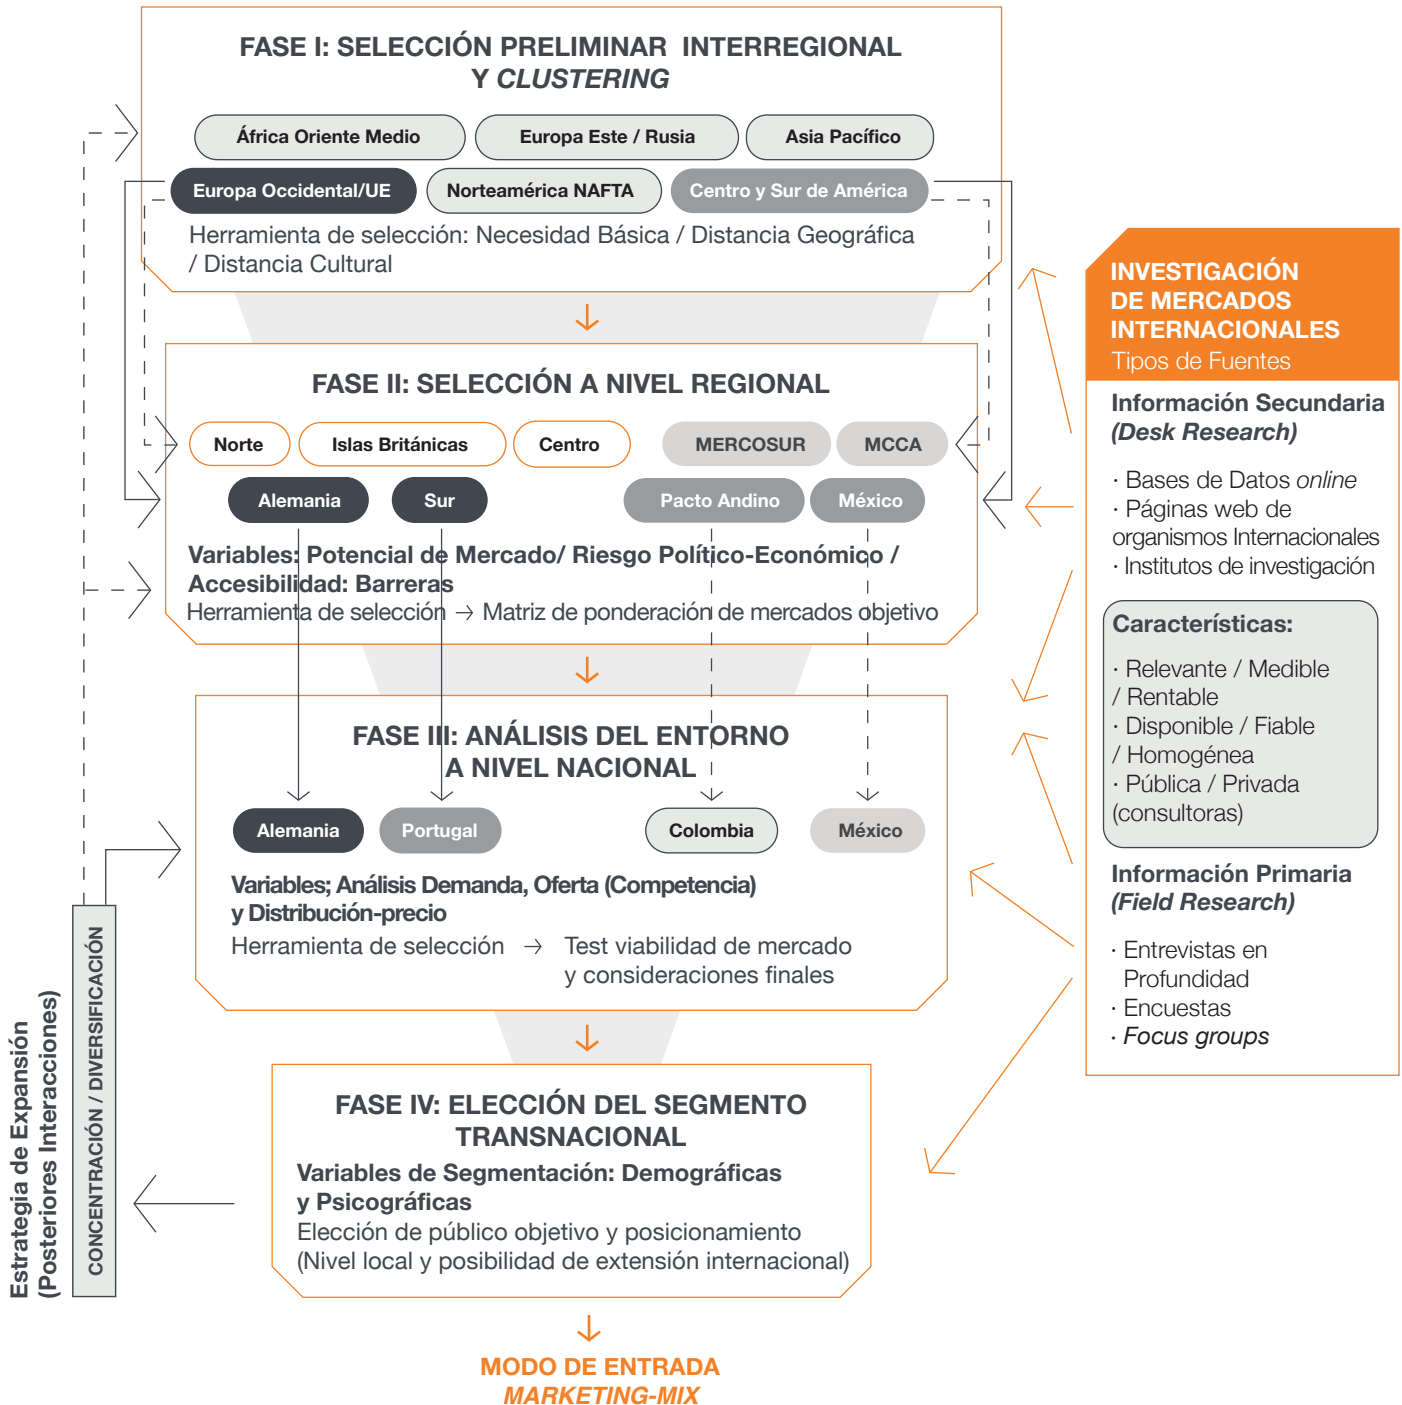 FASE I: SELECCIÓN PRELIMINAR INTERREGIONAL
Y CLUSTERING
África Oriente Medio
Europa Este / Rusia
Asia Pacífico
Europa Occidental/UE
Norteamérica NAFTA
Centro y Sur de América
Herramienta de selección: Necesidad Básica / Distancia Geográfica
/ Distancia Cultural
FASE II: SELECCIÓN A NIVEL REGIONAL
Norte
Islas Británicas
Centro
MERCOSUR
MCCA
Alemania
Sur
Pacto Andino
México
Variables: Potencial de Mercado/ Riesgo Político-Económico /
Accesibilidad: Barreras
Herramienta de selección → Matriz de ponderación de mercados objetivo
FASE III: ANÁLISIS DEL ENTORNO
A NIVEL NACIONAL
Alemania
Portugal
Colombia
México
Variables; Análisis Demanda, Oferta (Competencia)
y Distribución-precio
Herramienta de selección → Test viabilidad de mercado
y consideraciones finales
FASE IV: ELECCIÓN DEL SEGMENTO
TRANSNACIONAL
Variables de Segmentación: Demográficas
y Psicográficas
Elección de público objetivo y posicionamiento
(Nivel local y posibilidad de extensión internacional)
MODO DE ENTRADA
MARKETING-MIX
Estrategia de Expansión
(Posteriores Interacciones)
CONCENTRACIÓN / DIVERSIFICACIÓN
INVESTIGACIÓN
DE MERCADOS
INTERNACIONALES
Tipos de Fuentes
Información Secundaria
(Desk Research)
· Bases de Datos online
· Páginas web de
organismos Internacionales
· Institutos de investigación
Características:
· Relevante / Medible
/ Rentable
· Disponible / Fiable
/ Homogénea
· Pública / Privada
(consultoras)
Información Primaria
(Field Research)
· Entrevistas en
Profundidad
· Encuestas
· Focus groups